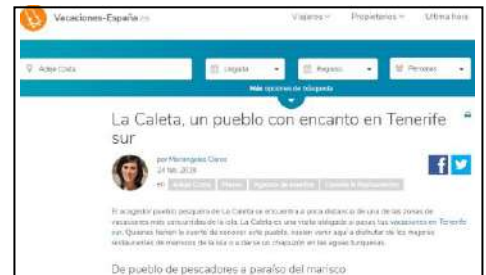 Vacaciones-España
Viajeros Propietarios Última hora
Adeje Costa Llegada Regreso Personas
Más opciones de búsqueda
La Caleta, un pueblo con encanto en Tenerife
sur
por Mariangeles
24 feb. 2019
en Adeje Costa
El acogedor pueblo pesquero de La Caleta se encuentra a poca distancia de una de las zonas de
vacaciones más concurridas de la isla. La Caleta es una visita obligada si pasas tus vacaciones en Tenerife
sur. Quienes tienen la suerte de conocer este pueblo, suelen venir aquí a disfrutar de los mejores
restaurantes de marisco de la isla o a darse un chapuzón en las aguas turquesas.
De pueblo de pescadores a paraíso del marisco